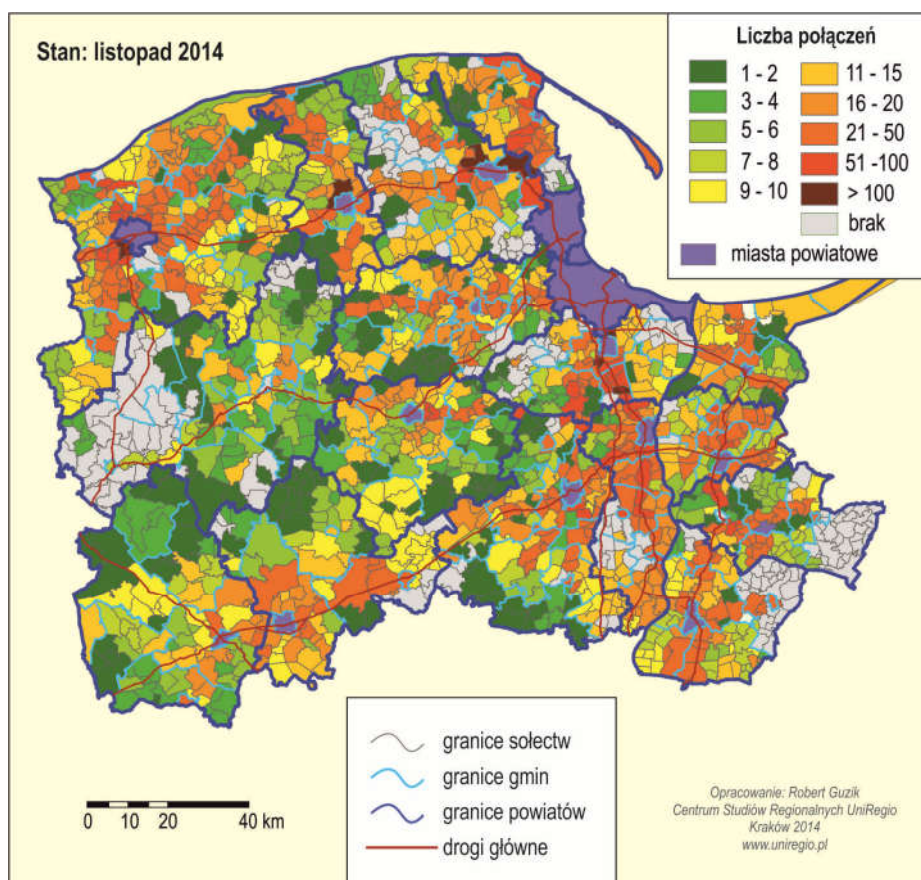 Stan: listopad 2014
Liczba połączeń
1 - 2
3 - 4
5 - 6
7 - 8
9 - 10
11 - 15
16 - 20
21 - 50
51 -100
> 100
brak
miasta powiatowe
granice sołectw
granice gmin
granice powiatów
drogi główne
0 10 20 40 km
Opracowanie: Robert Guzik
Centrum Studiów Regionalnych UniRegio
Kraków 2014
www.uniregio.pl